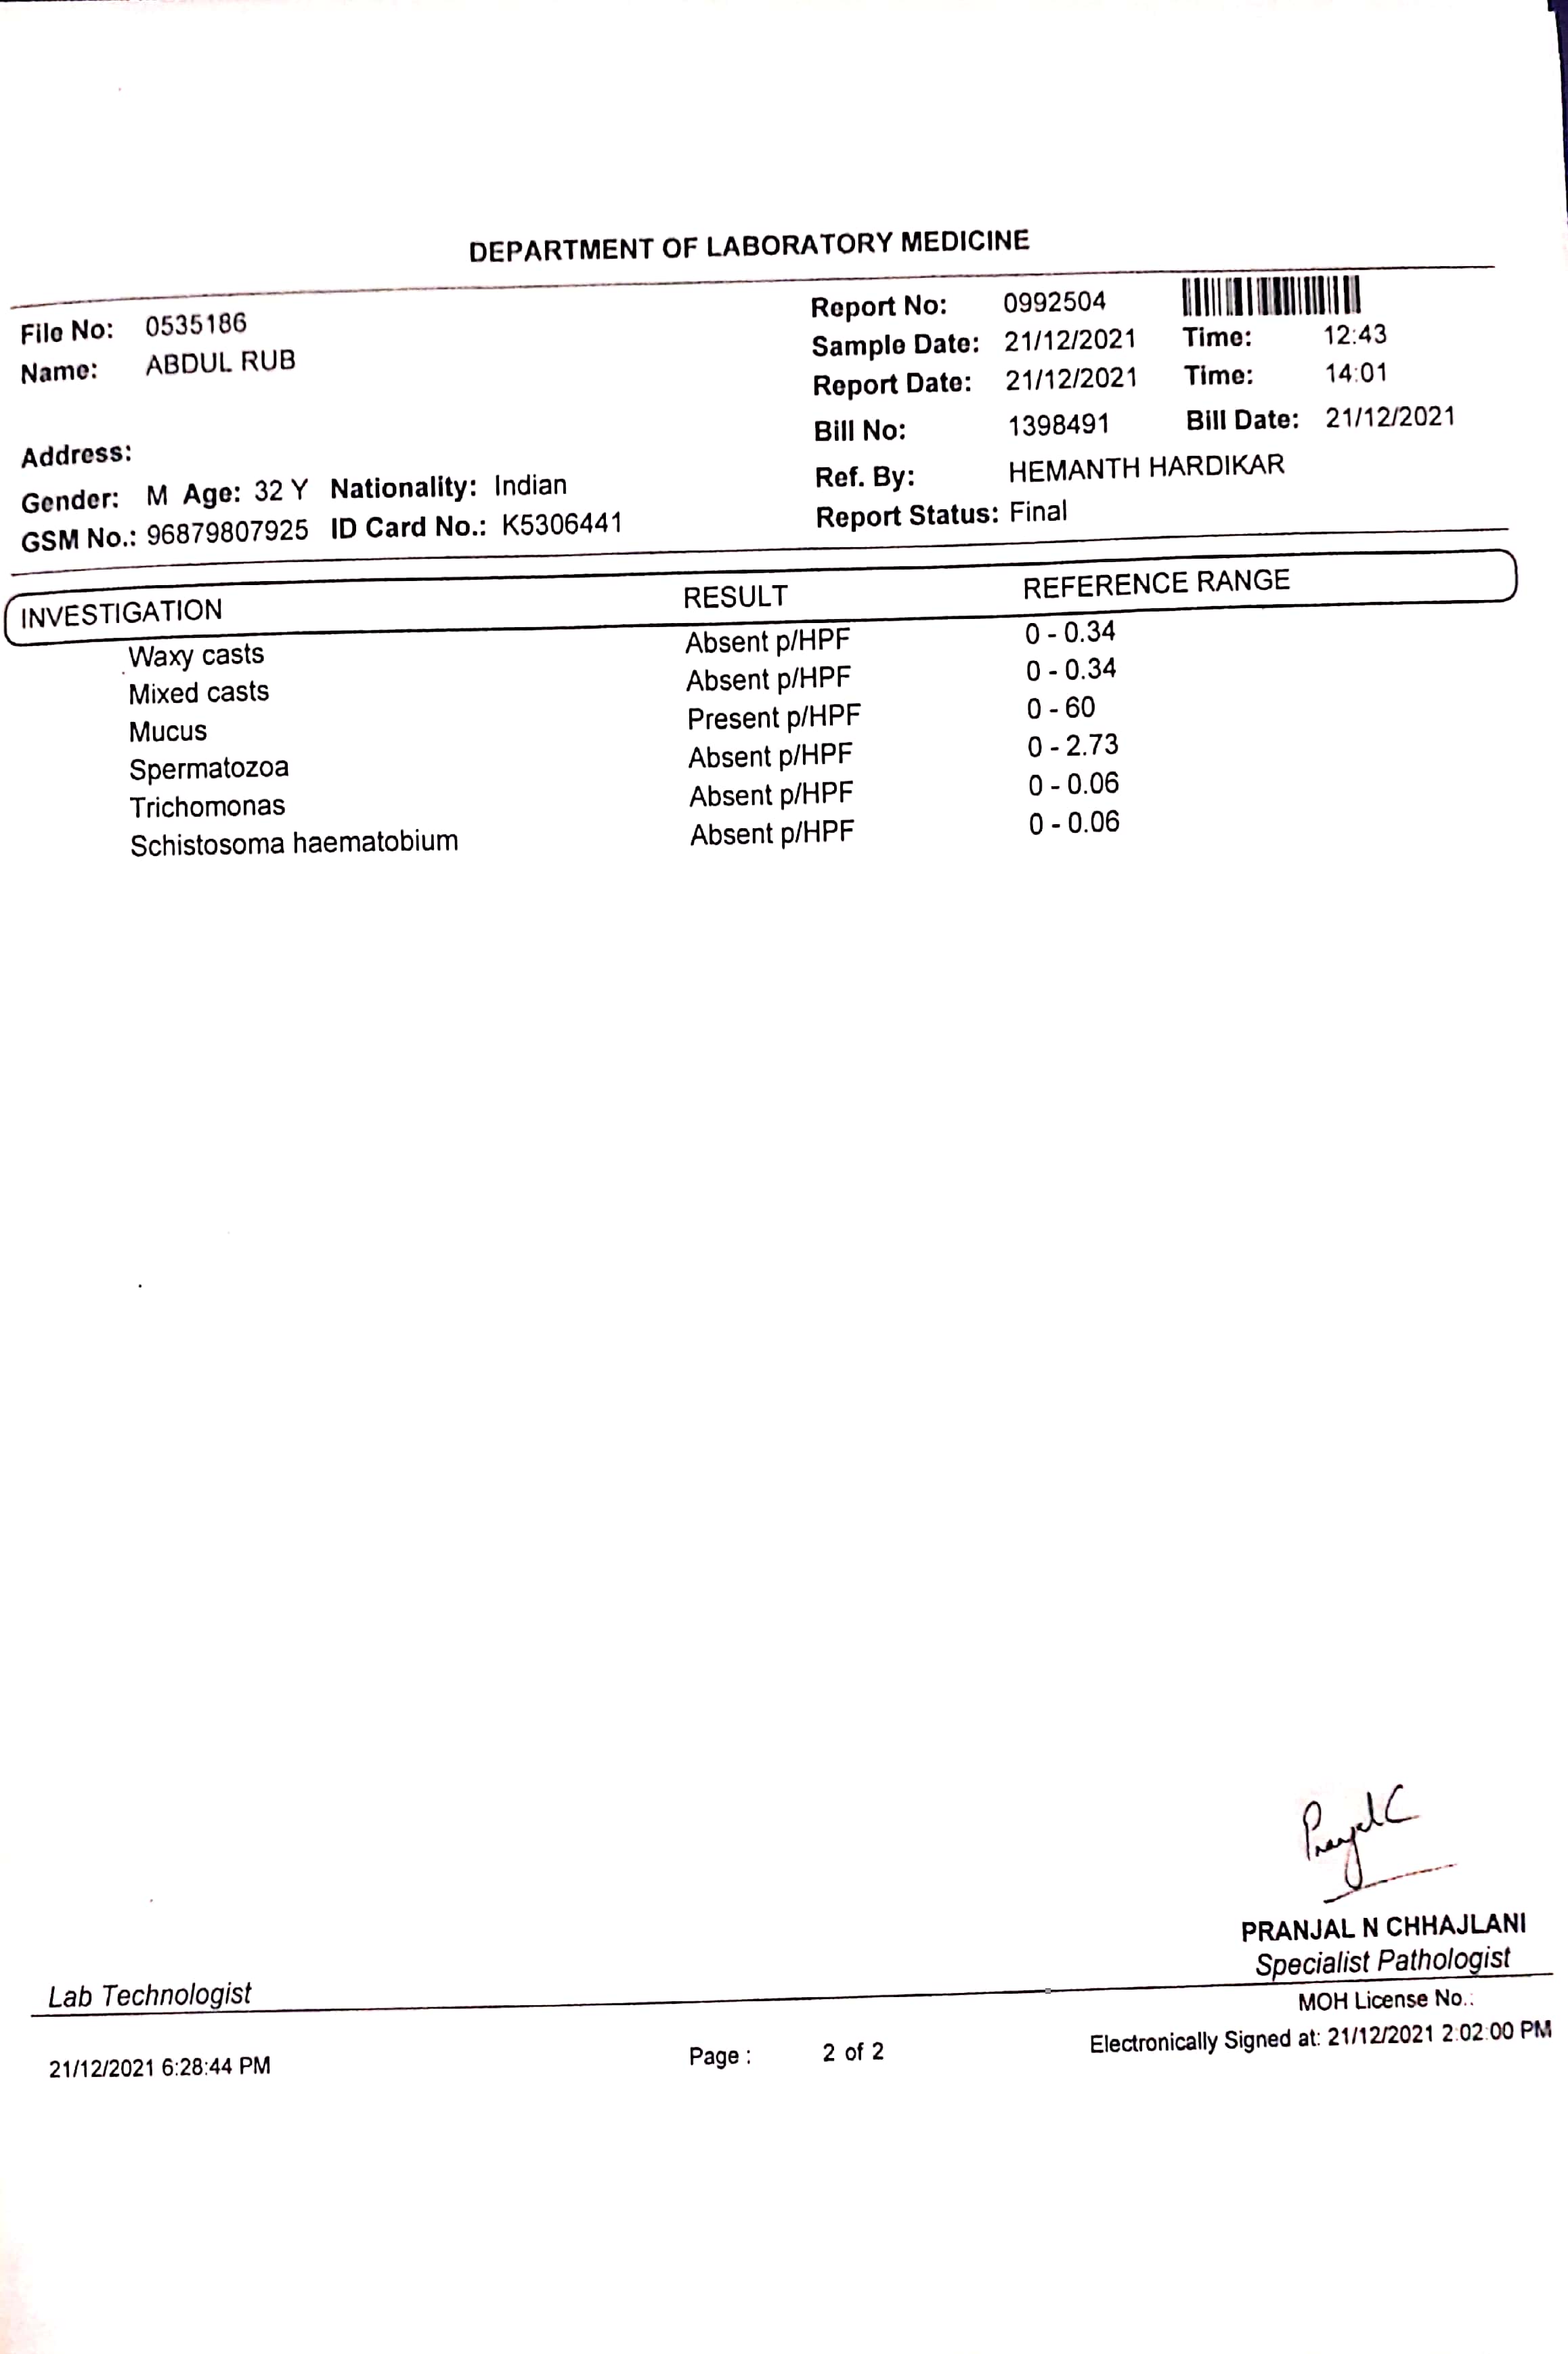 DEPARTMENT OF LABORATORY MEDICINE
File No: 0535186 Report No: 0992504
Name: ABDUL RUB Sample Date: 21/12/2021 Time: 12:43
Report Date: 21/12/2021 Time: 14:01
Address: Bill No: 1398491 Bill Date: 21/12/2021
Gender: M Age: 32 Y Nationality: Indian Ref. By: HEMANTH HARDIKAR
GSM No.: 96879807925 ID Card No.: K5306441 Report Status: Final
INVESTIGATION RESULT REFERENCE RANGE
Waxy casts Absent p/HPF 0 - 0.34
Mixed casts Absent p/HPF 0 - 0.34
Mucus Present p/HPF 0 - 60
Spermatozoa Absent p/HPF 0 - 2.73
Trichomonas Absent p/HPF 0 - 0.06
Schistosoma haematobium Absent p/HPF 0 - 0.06
Pranjal C
PRANJAL N CHHAJLANI
Specialist Pathologist
Lab Technologist
MOH License No.:
21/12/2021 6:28:44 PM Page : 2 of 2 Electronically Signed at: 21/12/2021 2:02:00 PM